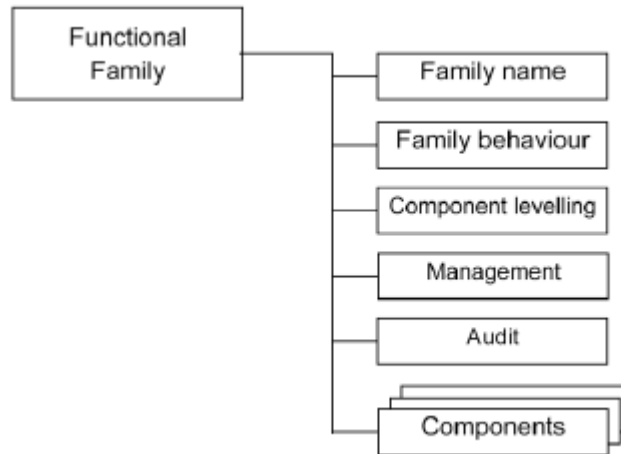 Functional
Family
Family name
Family behaviour
Component levelling
Management
Audit
Components